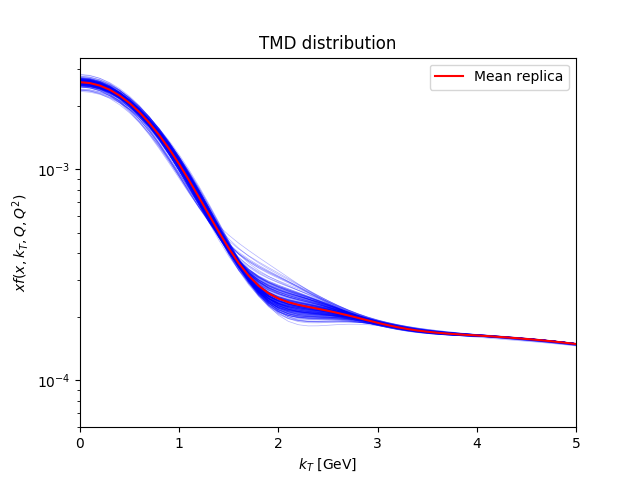 TMD distribution
Mean replica
xf(x, k_T, Q, Q^2)
10^{-3}
10^{-4}
0 1 2 3 4 5
k_T [GeV]